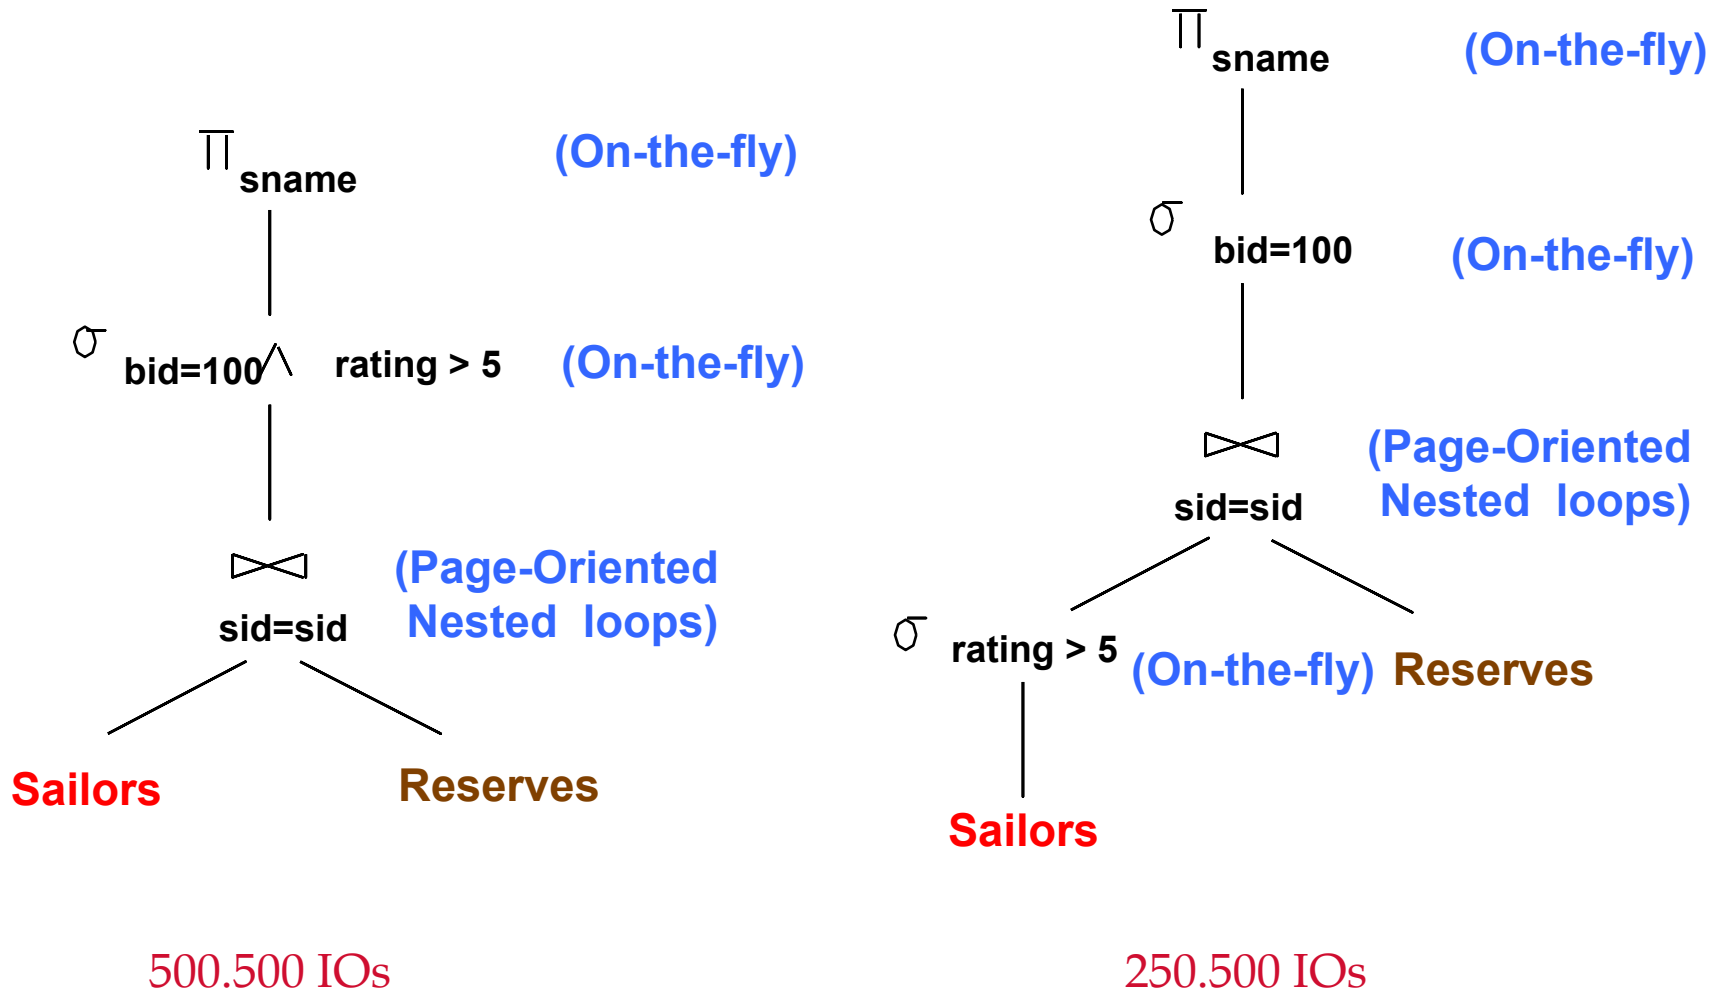 ∏ sname (On-the-fly)
σ bid=100 ∧ rating > 5 (On-the-fly)
⋈ sid=sid (Page-Oriented
Nested loops)
Sailors Reserves
500.500 IOs
∏ sname (On-the-fly)
σ bid=100 (On-the-fly)
⋈ sid=sid (Page-Oriented
Nested loops)
σ rating > 5 (On-the-fly) Reserves
Sailors
250.500 IOs